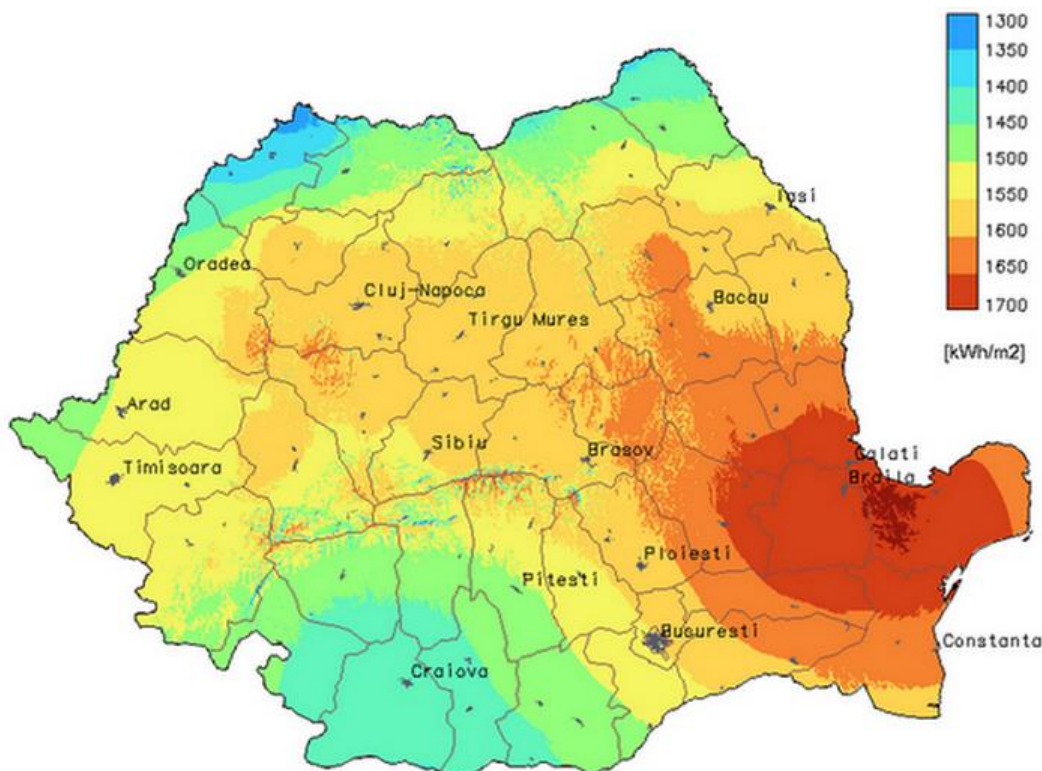 1300
1350
1400
1450
1500
1550
1600
1650
1700
[kWh/m2]
Iasi
Oradea
Cluj-Napoca
Bacau
Tirgu Mures
Arad
Sibiu
Brasov
Galati
Timisoara
Braila
Ploiesti
Pitesti
Bucuresti
Constanta
Craiova